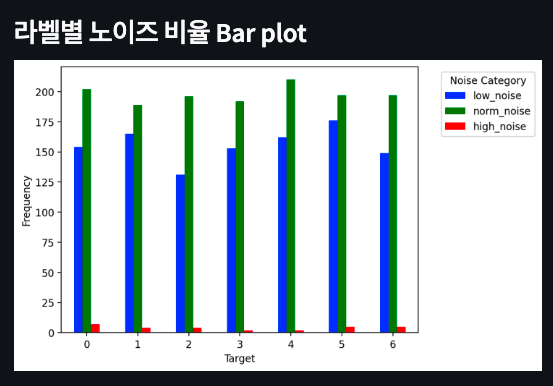 라벨별 노이즈 비율 Bar plot
Noise Category
low_noise
norm_noise
high_noise
200
175
150
125
100
75
50
25
0
Frequency
0 1 2 3 4 5 6
Target